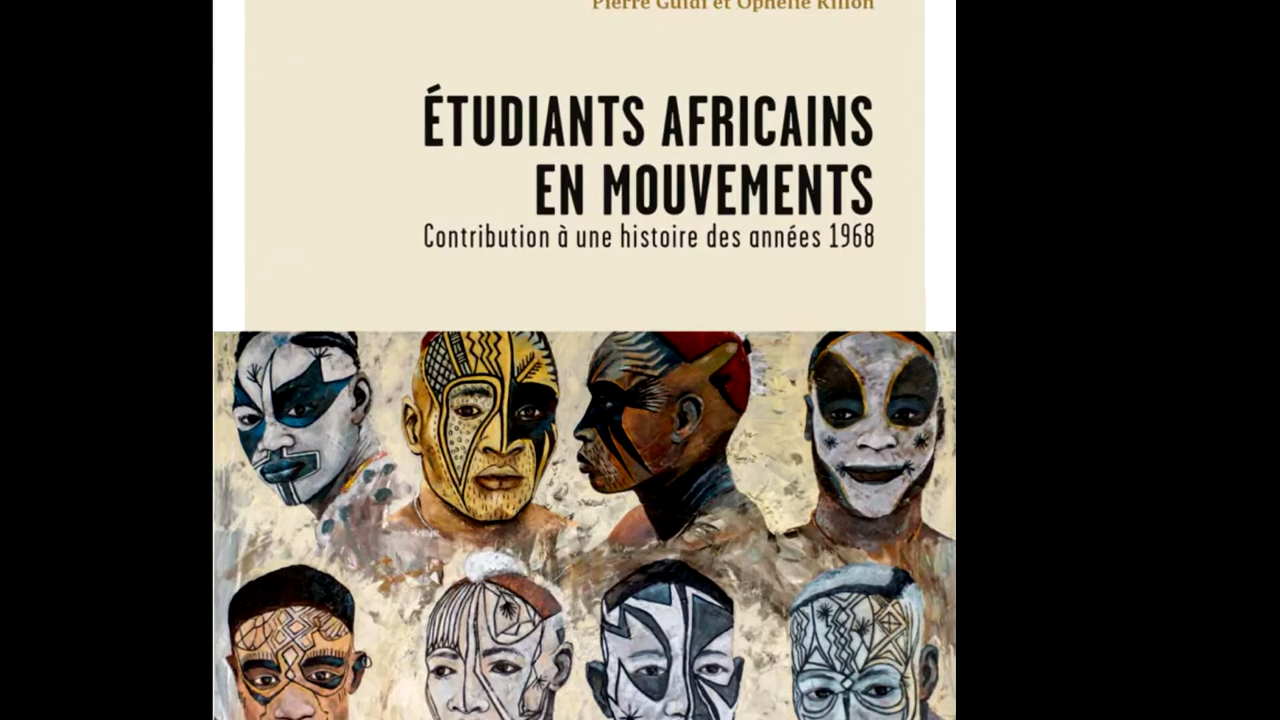 Pierre Guidi et Ophélie Rillon
ÉTUDIANTS AFRICAINS
EN MOUVEMENTS
Contribution à une histoire des années 1968